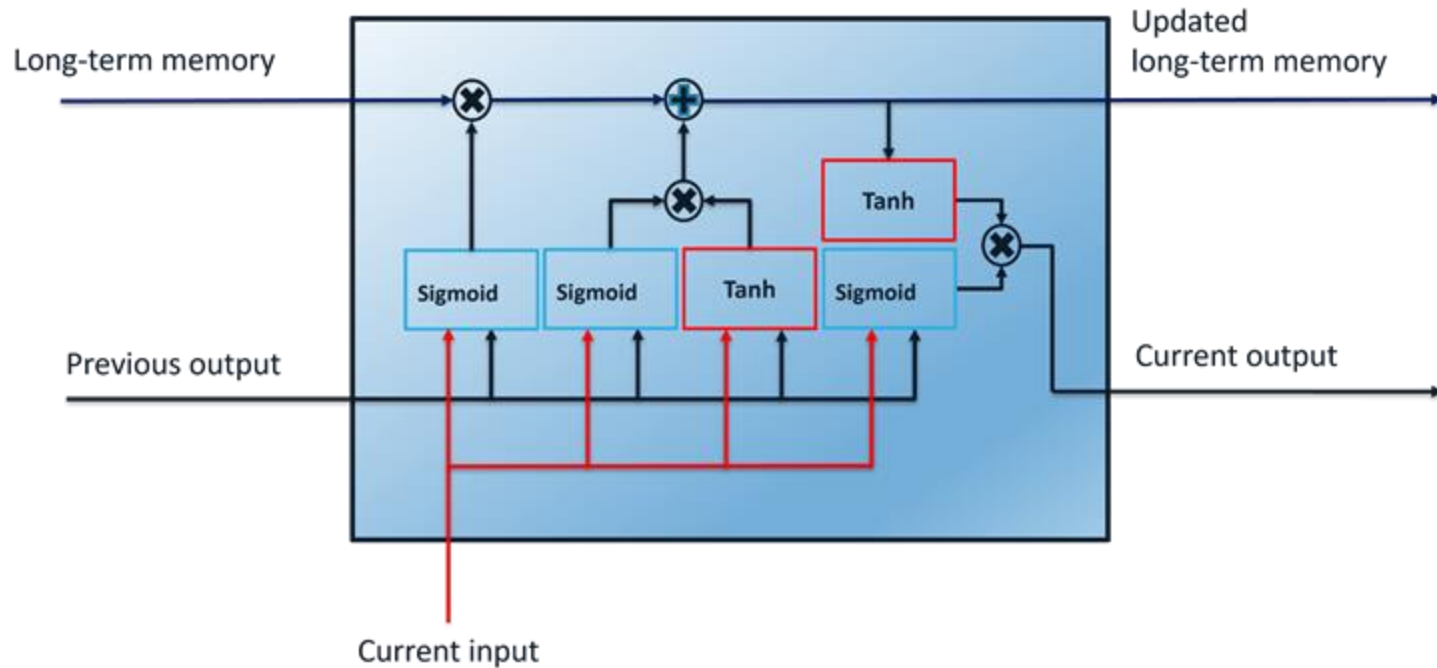 Updated
long-term memory
Long-term memory
Tanh
Sigmoid
Sigmoid
Tanh
Sigmoid
Previous output
Current output
Current input